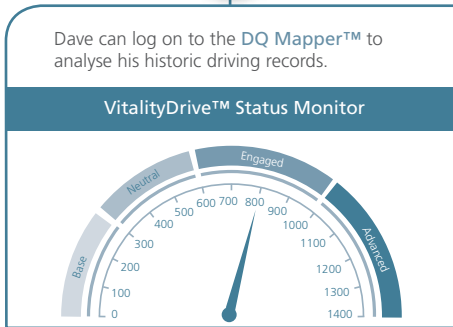 Dave can log on to the DQ Mapper™ to
analyse his historic driving records.
VitalityDrive™ Status Monitor
Base
Neutral
Engaged
Advanced
0
100
200
300
400
500
600
700
800
900
1000
1100
1200
1300
1400